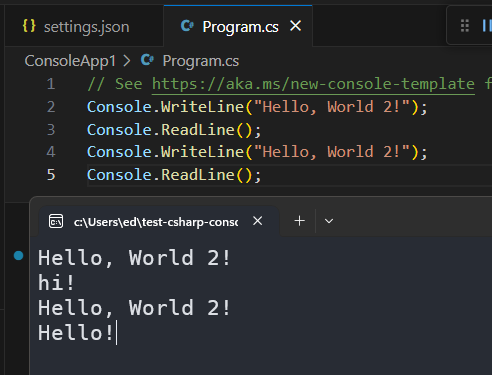 settings.json
Program.cs
ConsoleApp1 > Program.cs
1 // See https://aka.ms/new-console-template f
2 Console.WriteLine("Hello, World 2!");
3 Console.ReadLine();
4 Console.WriteLine("Hello, World 2!");
5 Console.ReadLine();
c:\Users\ed\test-csharp-consc
Hello, World 2!
hi!
Hello, World 2!
Hello!